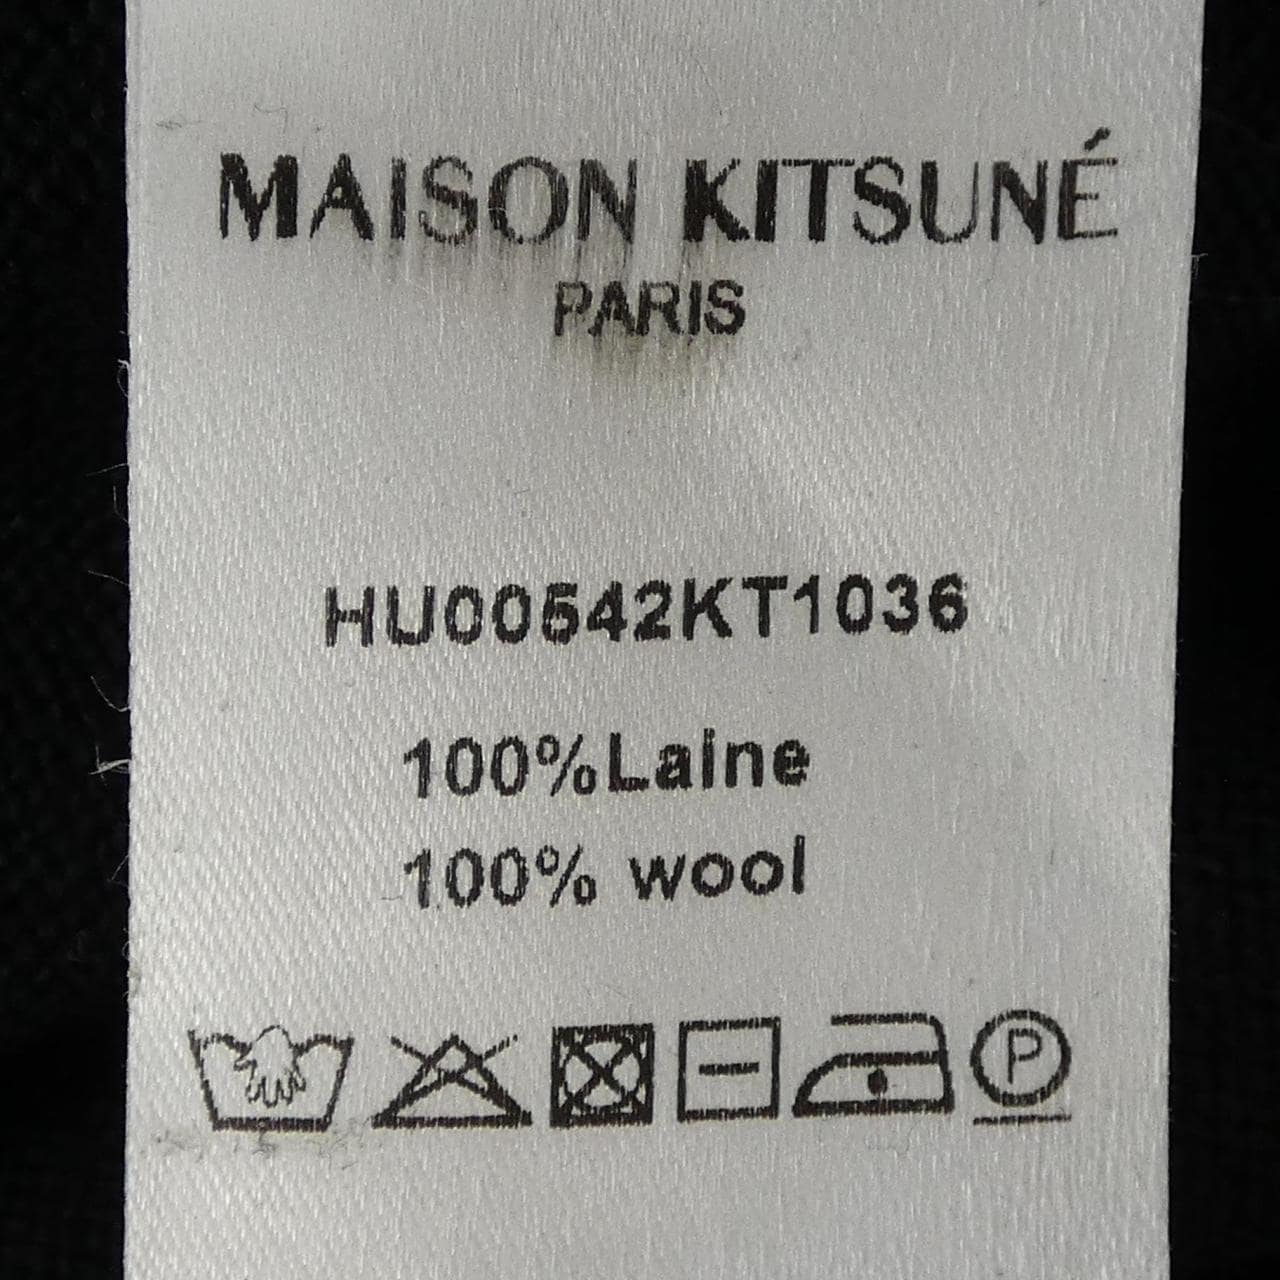 MAISON KITSUNÉ
PARIS
HU00542KT1036
100%Laine
100% wool
P